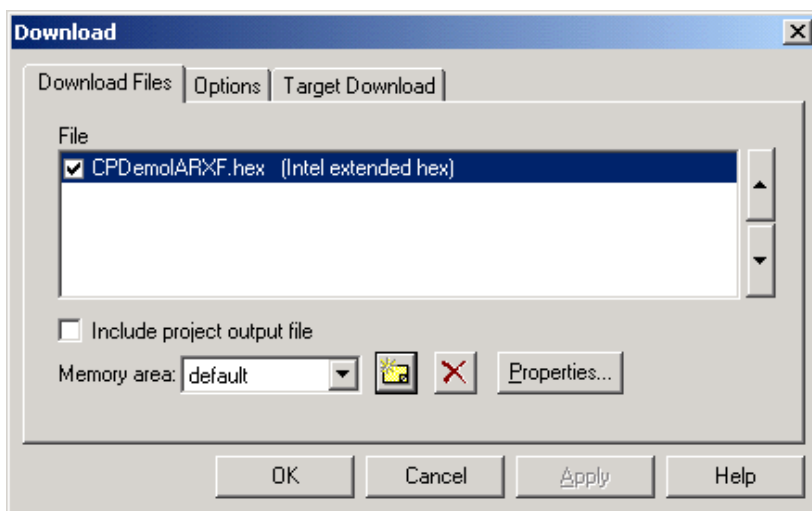 Download
Download Files Options Target Download
File
CPDemoIARXF.hex (Intel extended hex)
Include project output file
Memory area: default Properties...
OK Cancel Apply Help